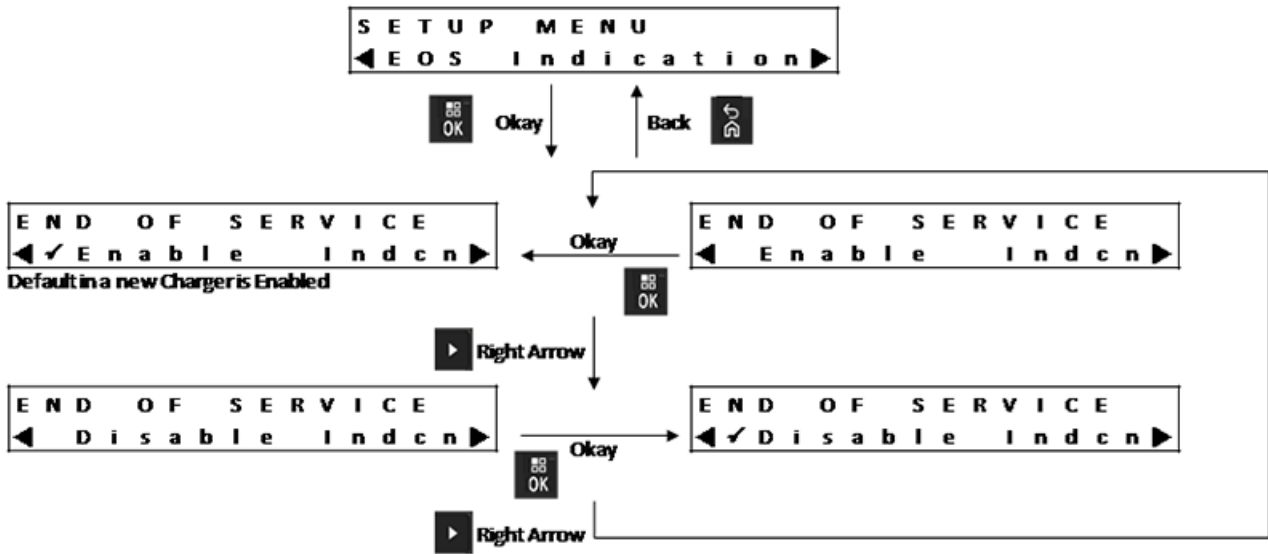 SETUP MENU
◀EOS Indication▶
OK Okay Back
END OF SERVICE
◀✓Enable Indcn▶
Default in a new Charger is Enabled
Okay
OK
END OF SERVICE
◀ Enable Indcn▶
Right Arrow
END OF SERVICE
◀ Disable Indcn▶
Okay
OK
END OF SERVICE
◀✓Disable Indcn▶
Right Arrow